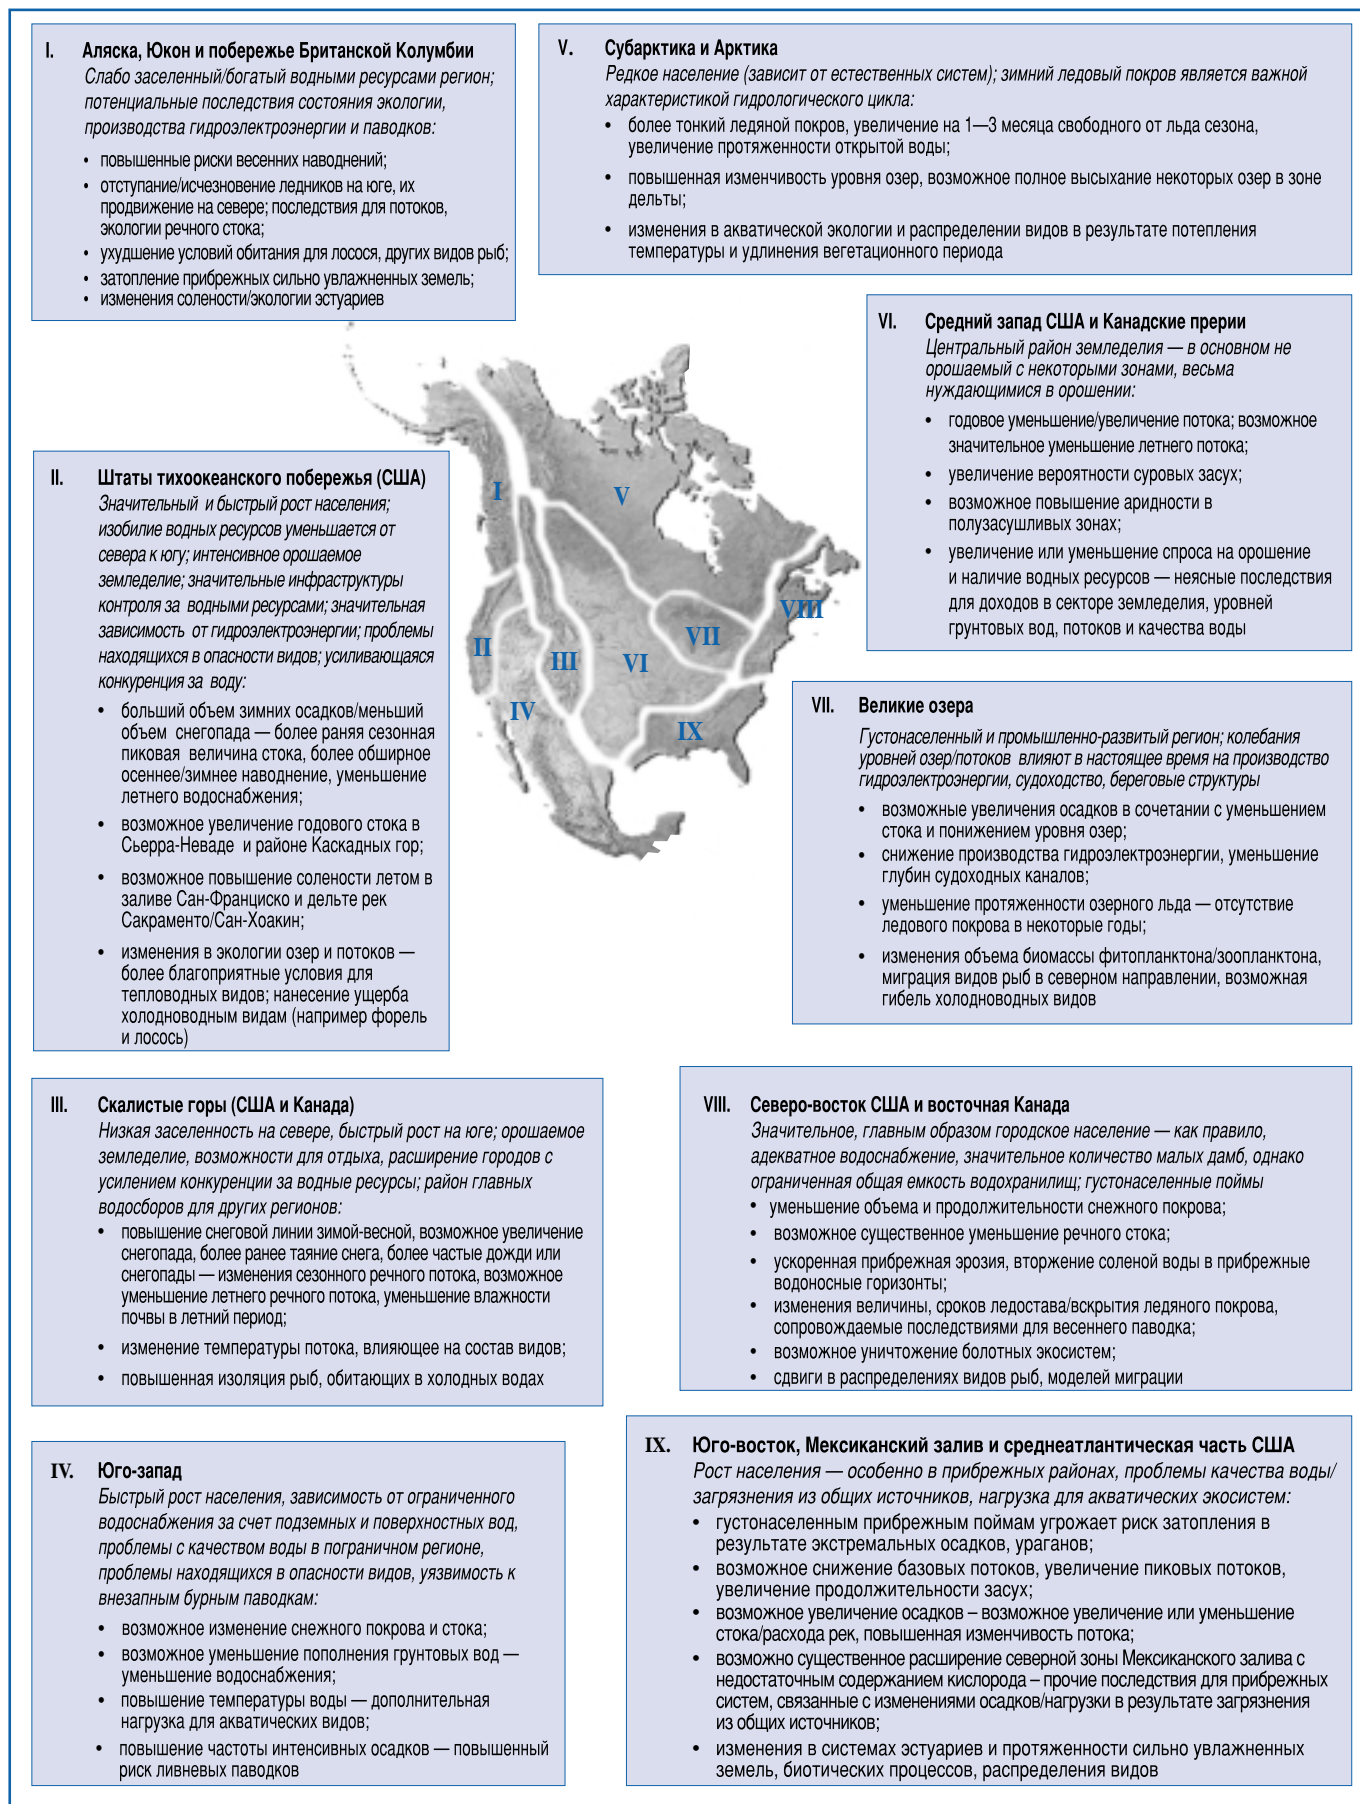 I. Аляска, Юкон и побережье Британской Колумбии
Слабо заселенный/богатый водными ресурсами регион;
потенциальные последствия состояния экологии,
производства гидроэлектроэнергии и паводков:
• повышенные риски весенних наводнений;
• отступание/исчезновение ледников на юге, их
продвижение на севере; последствия для потоков,
экологии речного стока;
• ухудшение условий обитания для лосося, других видов рыб;
• затопление прибрежных сильно увлажненных земель;
• изменения солености/экологии эстуариев
V. Субарктика и Арктика
Редкое население (зависит от естественных систем); зимний ледовый покров является важной
характеристикой гидрологического цикла:
• более тонкий ледяной покров, увеличение на 1—3 месяца свободного от льда сезона,
увеличение протяженности открытой воды;
• повышенная изменчивость уровня озер, возможное полное высыхание некоторых озер в зоне
дельты;
• изменения в акватической экологии и распределении видов в результате потепления
температуры и удлинения вегетационного периода
VI. Средний запад США и Канадские прерии
Центральный район земледелия — в основном не
орошаемый с некоторыми зонами, весьма
нуждающимися в орошении:
• годовое уменьшение/увеличение потока; возможное
значительное уменьшение летнего потока;
• увеличение вероятности суровых засух;
• возможное повышение аридности в
полузасушливых зонах;
• увеличение или уменьшение спроса на орошение
и наличие водных ресурсов — неясные последствия
для доходов в секторе земледелия, уровней
грунтовых вод, потоков и качества воды
II. Штаты тихоокеанского побережья (США)
Значительный и быстрый рост населения;
изобилие водных ресурсов уменьшается от
севера к югу; интенсивное орошаемое
земледелие; значительные инфраструктуры
контроля за водными ресурсами; значительная
зависимость от гидроэлектроэнергии; проблемы
находящихся в опасности видов; усиливающаяся
конкуренция за воду:
• больший объем зимних осадков/меньший
объем снегопада — более раняя сезонная
пиковая величина стока, более обширное
осеннее/зимнее наводнение, уменьшение
летнего водоснабжения;
• возможное увеличение годового стока в
Сьерра-Неваде и районе Каскадных гор;
• возможное повышение солености летом в
заливе Сан-Франциско и дельте рек
Сакраменто/Сан-Хоакин;
• изменения в экологии озер и потоков —
более благоприятные условия для
тепловодных видов; нанесение ущерба
холодноводным видам (например форель
и лосось)
I
V
VIII
VII
II
III
VI
IV
IX
VII. Великие озера
Густонаселенный и промышленно-развитый регион; колебания
уровней озер/потоков влияют в настоящее время на производство
гидроэлектроэнергии, судоходство, береговые структуры
• возможные увеличения осадков в сочетании с уменьшением
стока и понижением уровня озер;
• снижение производства гидроэлектроэнергии, уменьшение
глубин судоходных каналов;
• уменьшение протяженности озерного льда — отсутствие
ледового покрова в некоторые годы;
• изменения объема биомассы фитопланктона/зоопланктона,
миграция видов рыб в северном направлении, возможная
гибель холодноводных видов
III. Скалистые горы (США и Канада)
Низкая заселенность на севере, быстрый рост на юге; орошаемое
земледелие, возможности для отдыха, расширение городов с
усилением конкуренции за водные ресурсы; район главных
водосборов для других регионов:
• повышение снеговой линии зимой-весной, возможное увеличение
снегопада, более ранее таяние снега, более частые дожди или
снегопады — изменения сезонного речного потока, возможное
уменьшение летнего речного потока, уменьшение влажности
почвы в летний период;
• изменение температуры потока, влияющее на состав видов;
• повышенная изоляция рыб, обитающих в холодных водах
VIII. Северо-восток США и восточная Канада
Значительное, главным образом городское население — как правило,
адекватное водоснабжение, значительное количество малых дамб, однако
ограниченная общая емкость водохранилищ; густонаселенные поймы
• уменьшение объема и продолжительности снежного покрова;
• возможное существенное уменьшение речного стока;
• ускоренная прибрежная эрозия, вторжение соленой воды в прибрежные
водоносные горизонты;
• изменения величины, сроков ледостава/вскрытия ледяного покрова,
сопровождаемые последствиями для весеннего паводка;
• возможное уничтожение болотных экосистем;
• сдвиги в распределениях видов рыб, моделей миграции
IV. Юго-запад
Быстрый рост населения, зависимость от ограниченного
водоснабжения за счет подземных и поверхностных вод,
проблемы с качеством воды в пограничном регионе,
проблемы находящихся в опасности видов, уязвимость к
внезапным бурным паводкам:
• возможное изменение снежного покрова и стока;
• возможное уменьшение пополнения грунтовых вод —
уменьшение водоснабжения;
• повышение температуры воды — дополнительная
нагрузка для акватических видов;
• повышение частоты интенсивных осадков — повышенный
риск ливневых паводков
IX. Юго-восток, Мексиканский залив и среднеатлантическая часть США
Рост населения — особенно в прибрежных районах, проблемы качества воды/
загрязнения из общих источников, нагрузка для акватических экосистем:
• густонаселенным прибрежным поймам угрожает риск затопления в
результате экстремальных осадков, ураганов;
• возможное снижение базовых потоков, увеличение пиковых потоков,
увеличение продолжительности засух;
• возможное увеличение осадков – возможное увеличение или уменьшение
стока/расхода рек, повышенная изменчивость потока;
• возможно существенное расширение северной зоны Мексиканского залива с
недостаточным содержанием кислорода – прочие последствия для прибрежных
систем, связанные с изменениями осадков/нагрузки в результате загрязнения
из общих источников;
• изменения в системах эстуариев и протяженности сильно увлажненных
земель, биотических процессов, распределения видов